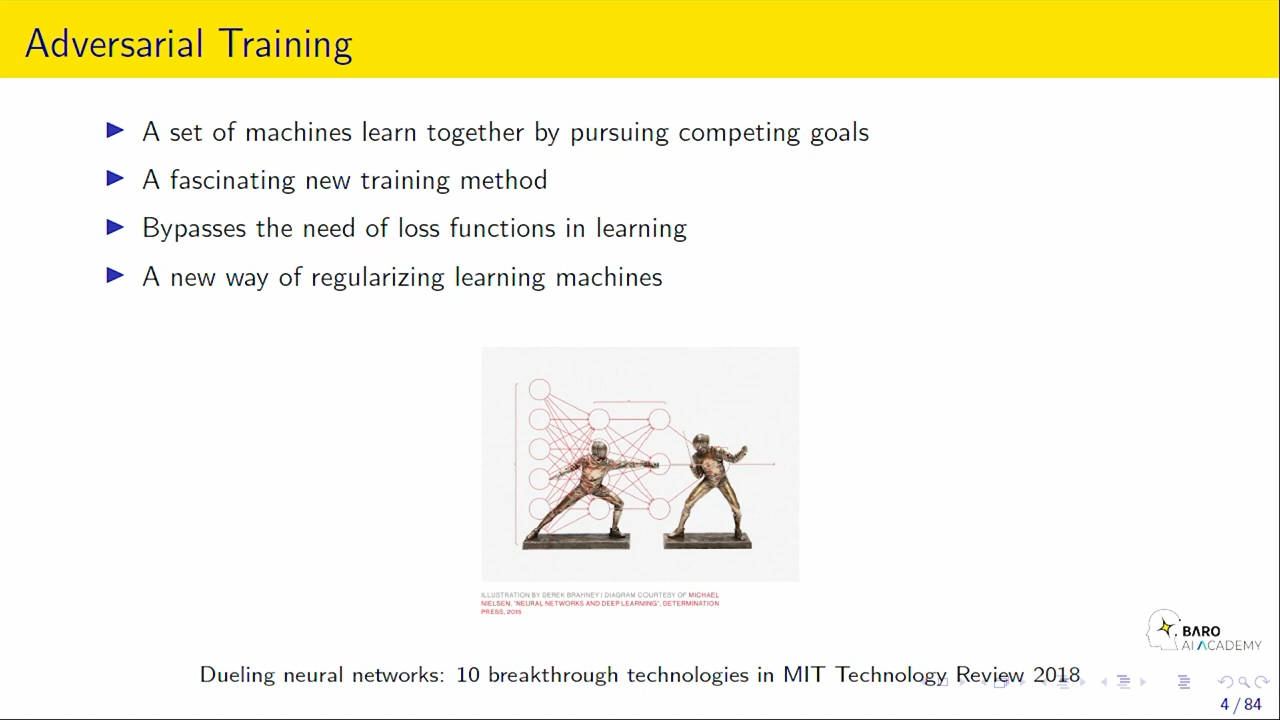 Adversarial Training
A set of machines learn together by pursuing competing goals
A fascinating new training method
Bypasses the need of loss functions in learning
A new way of regularizing learning machines
ILLUSTRATION BY DEREK BRAHNEY | DIAGRAM COURTESY OF MICHAEL
NIELSEN, "NEURAL NETWORKS AND DEEP LEARNING", DETERMINATION
PRESS, 2015
BARO
AI ACADEMY
Dueling neural networks: 10 breakthrough technologies in MIT Technology Review 2018
4 / 84